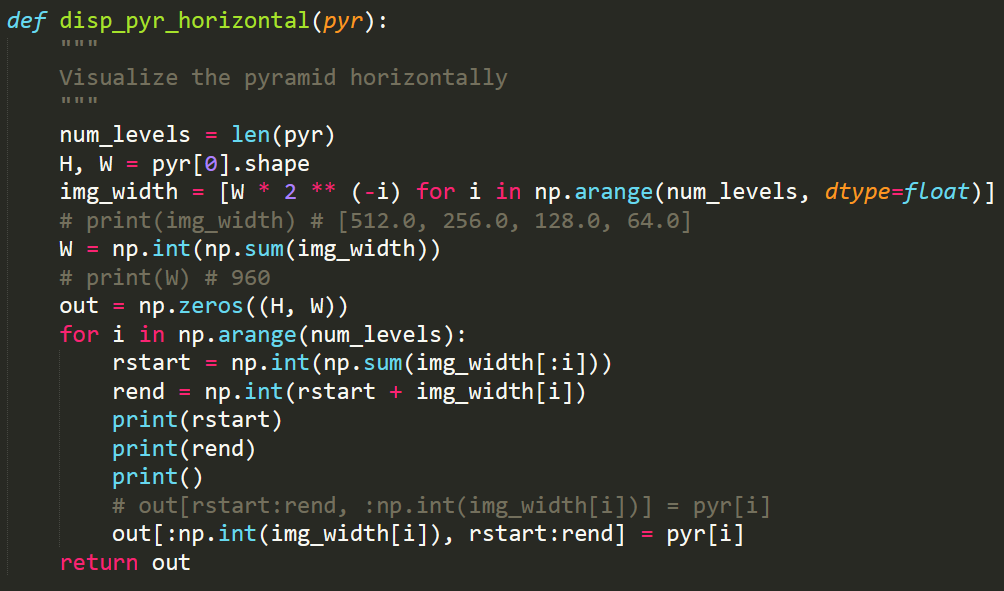 def disp_pyr_horizontal(pyr):
    """
    Visualize the pyramid horizontally
    """
    num_levels = len(pyr)
    H, W = pyr[0].shape
    img_width = [W * 2 ** (-i) for i in np.arange(num_levels, dtype=float)]
    # print(img_width) # [512.0, 256.0, 128.0, 64.0]
    W = np.int(np.sum(img_width))
    # print(W) # 960
    out = np.zeros((H, W))
    for i in np.arange(num_levels):
        rstart = np.int(np.sum(img_width[:i]))
        rend = np.int(rstart + img_width[i])
        print(rstart)
        print(rend)
        print()
        # out[rstart:rend, :np.int(img_width[i])] = pyr[i]
        out[:np.int(img_width[i]), rstart:rend] = pyr[i]
    return out